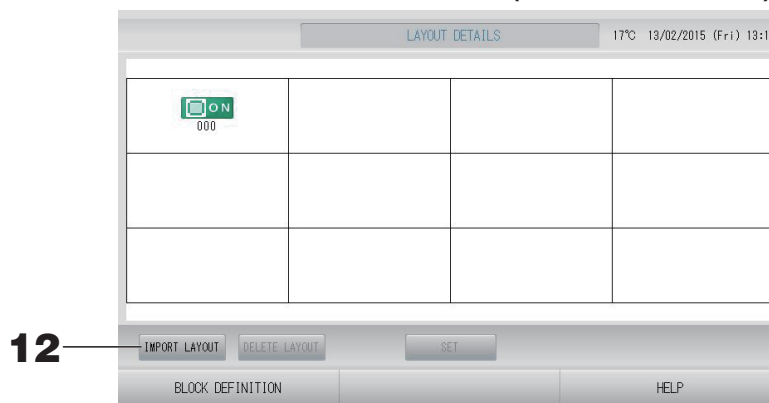 LAYOUT DETAILS 17℃ 13/02/2015 (Fri) 13:1
ON
000
12 IMPORT LAYOUT DELETE LAYOUT SET
BLOCK DEFINITION HELP